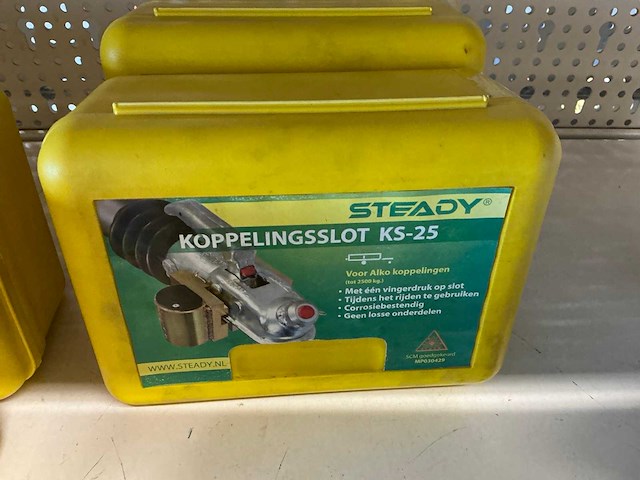 STEADY®
KOPPELINGSSLOT KS-25
Voor Alko koppelingen
(tot 2500 kg.)
• Met één vingerdruk op slot
• Tijdens het rijden te gebruiken
• Corrosiebestendig
• Geen losse onderdelen
SCM goedgekeurd
MP030429
WWW.STEADY.NL